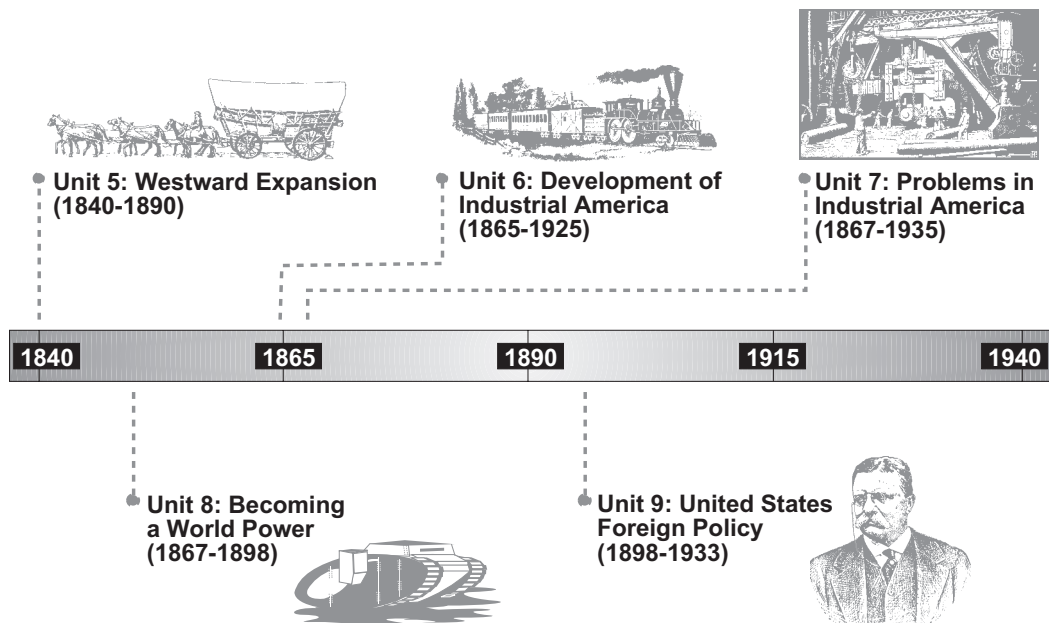 Unit 5: Westward Expansion
(1840-1890)
Unit 6: Development of
Industrial America
(1865-1925)
Unit 7: Problems in
Industrial America
(1867-1935)
1840
1865
1890
1915
1940
Unit 8: Becoming
a World Power
(1867-1898)
Unit 9: United States
Foreign Policy
(1898-1933)